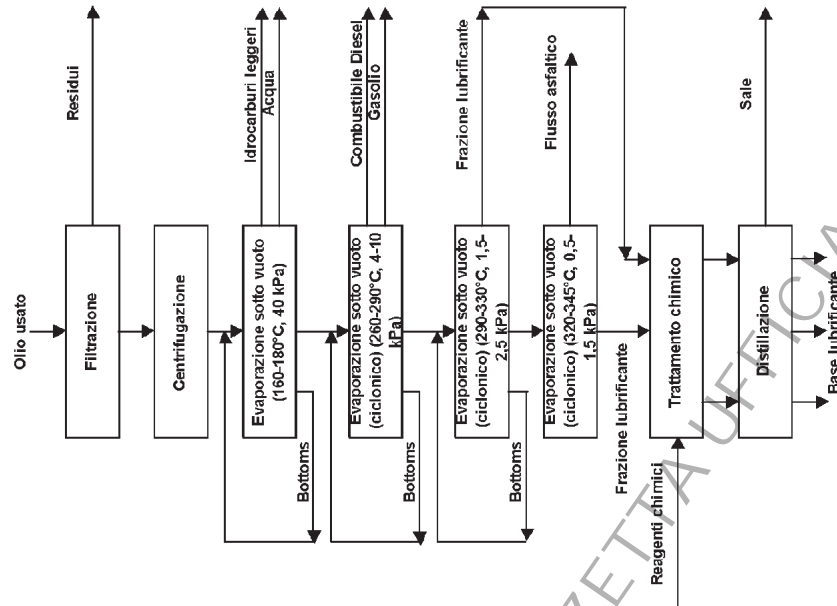 Olio usato
Filtrazione
Residui
Centrifugazione
Evaporazione sotto vuoto
(160-180°C, 40 kPa)
Idrocarburi leggeri
Acqua
Bottoms
Evaporazione sotto vuoto
(ciclonico) (260-290°C, 4-10
kPa)
Combustibile Diesel
Gasolio
Bottoms
Evaporazione sotto vuoto
(ciclonico) (290-330°C, 1,5-
2,5 kPa)
Frazione lubrificante
Bottoms
Evaporazione sotto vuoto
(ciclonico) (320-345°C, 0,5-
1,5 kPa)
Flusso asfaltico
Frazione lubrificante
Trattamento chimico
Reagenti chimici
Distillazione
Sale
Base lubrificante
ZETTA UFFICIA